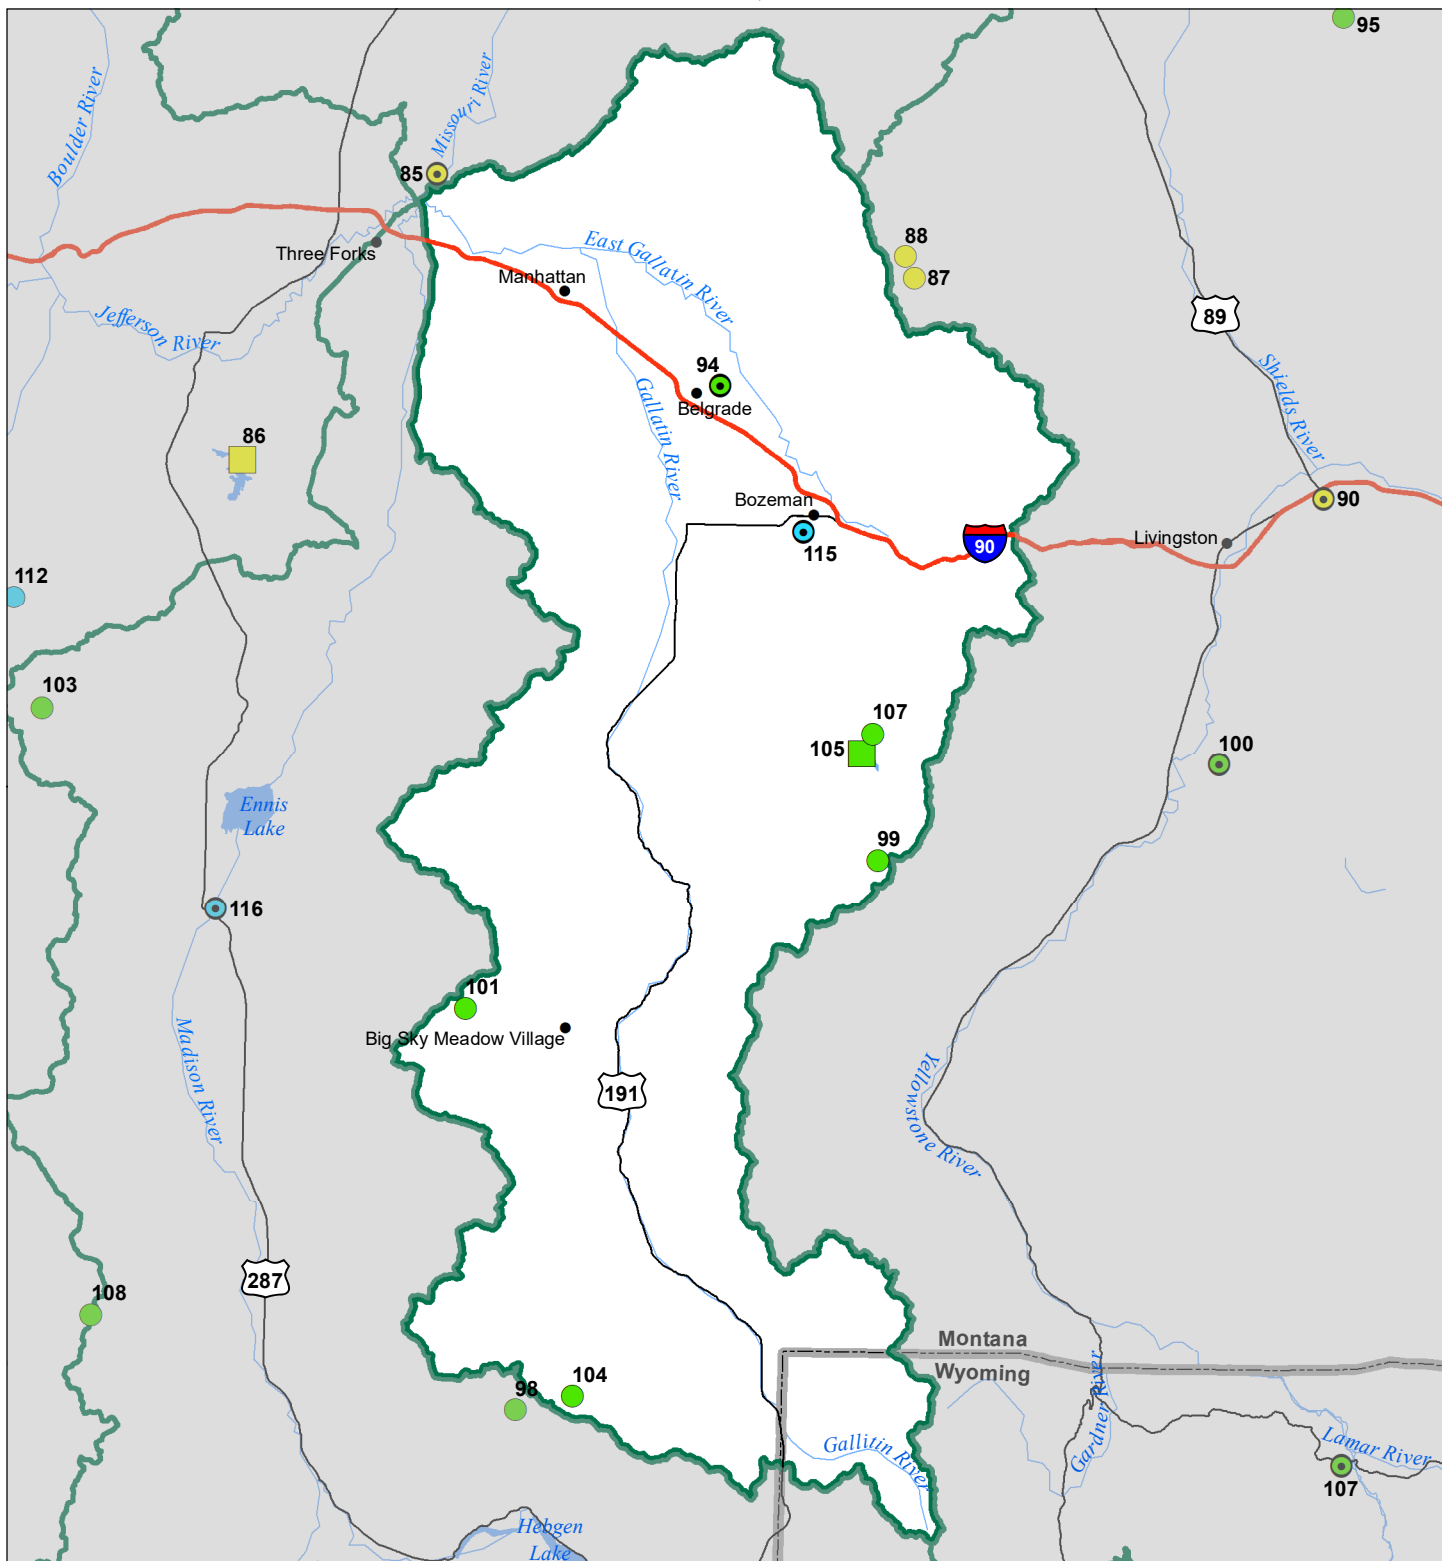 95
Boulder River
Missouri River
85
East Gallatin River
88
87
Three Forks
Manhattan
89
Jefferson River
Shields River
94
Belgrade
Gallatin River
86
Bozeman
90
115
90
Livingston
112
103
107
105
100
Ennis
Lake
99
116
101
Big Sky Meadow Village
Madison River
191
Yellowstone River
287
108
Montana
Wyoming
98
104
Gardner River
Gallitin River
Lamar River
107
Hebgen
Lake